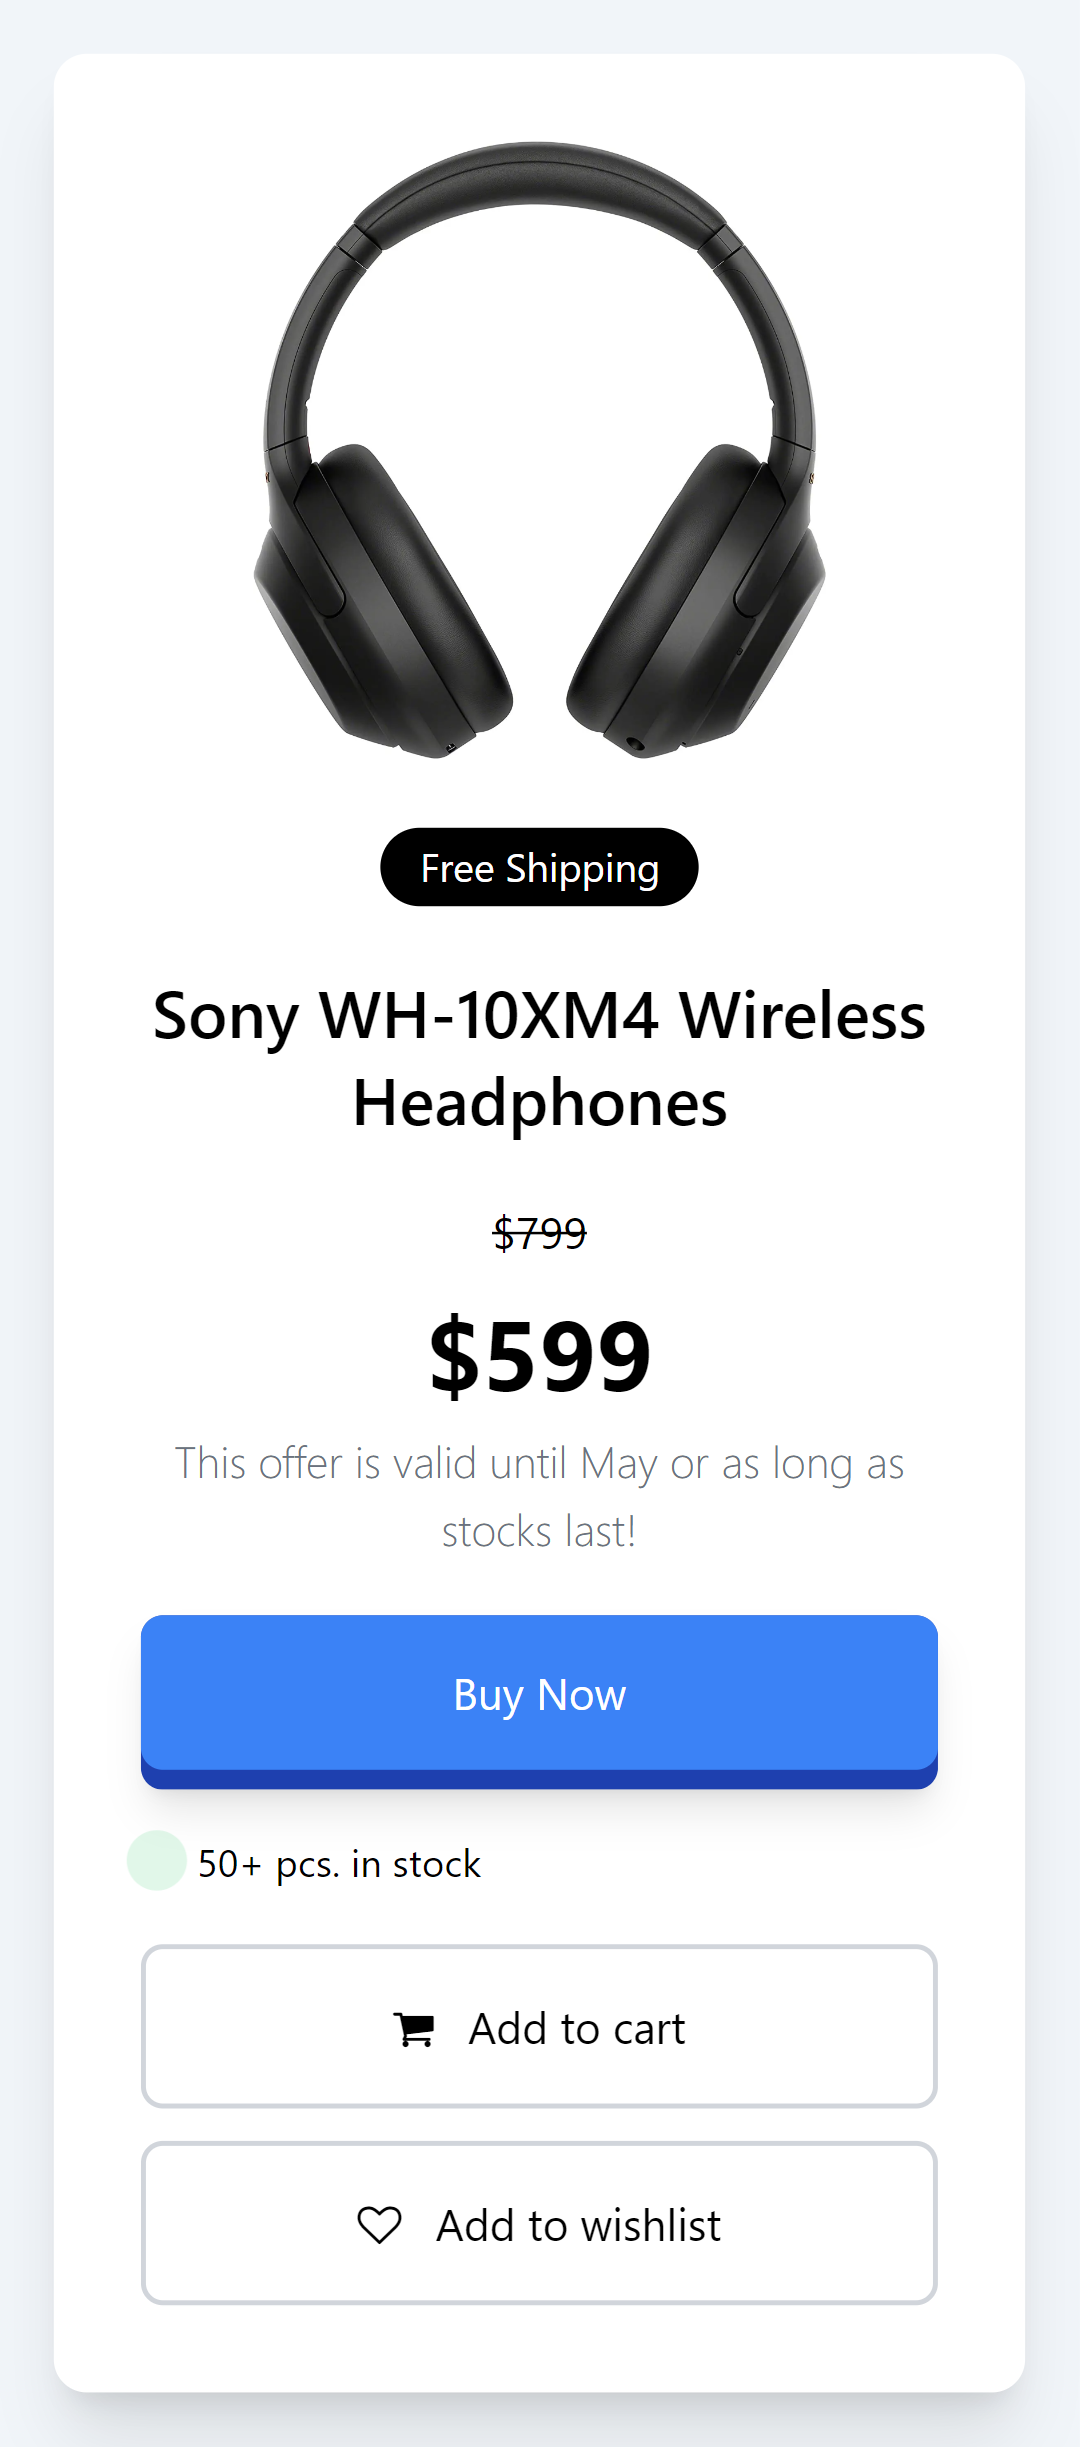 Free Shipping
Sony WH-10XM4 Wireless
Headphones
$799
$599
This offer is valid until May or as long as
stocks last!
Buy Now
50+ pcs. in stock
Add to cart
Add to wishlist